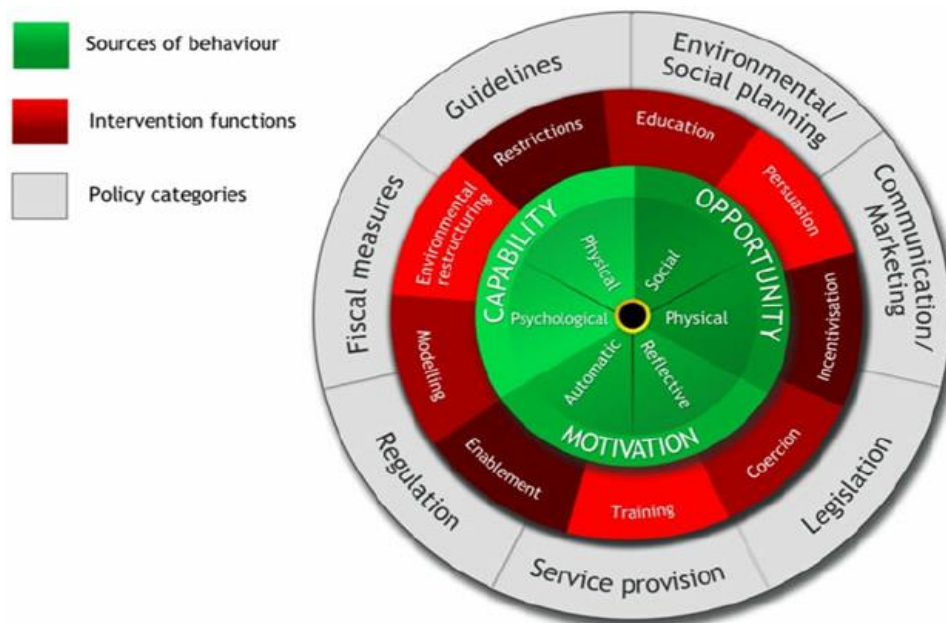 Sources of behaviour
Intervention functions
Policy categories
Guidelines
Environmental/
Social planning
Communication/
Marketing
Legislation
Service provision
Regulation
Fiscal measures
Restrictions
Education
Persuasion
Incentivisation
Coercion
Training
Enablement
Modelling
Environmental
restructuring
CAPABILITY
OPPORTUNITY
MOTIVATION
Physical
Social
Psychological
Physical
Automatic
Reflective